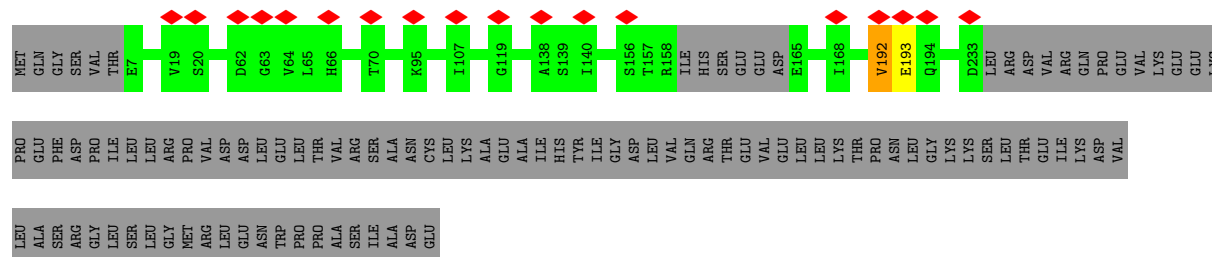 MET GLN GLY SER VAL THR E7 V19 S20 D62 G63 V64 L65 H66 T70 K95 I107 G119 A138 S139 I140 S156 T157 R158 ILE HIS SER GLU GLU ASP E165 I168 V192 E193 Q194 D233 LEU ARG ASP VAL ARG GLN PRO GLU VAL LYS GLU GLU
PRO GLU PHE ASP PRO ILE LEU LEU ARG PRO VAL ASP ASP LEU GLU LEU THR VAL ARG SER ALA ASN CYS LEU LYS ALA GLU ALA ILE HIS TYR ILE GLY ASP LEU VAL GLN ARG THR GLU VAL GLU LEU LEU LYS THR PRO ASN LEU GLY LYS LYS SER LEU THR GLU ILE LYS ASP VAL
LEU ALA SER ARG GLY LEU SER LEU GLY MET ARG LEU GLU ASN TRP PRO PRO ALA SER ILE ALA ASP GLU